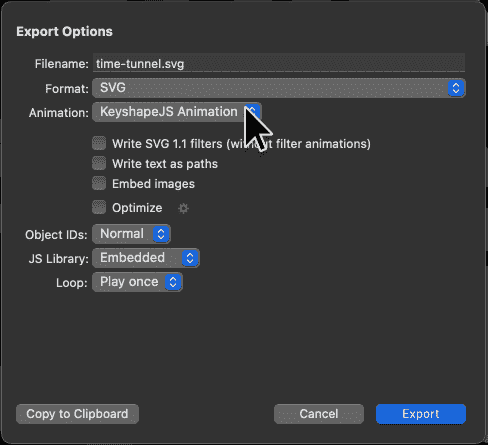 Export Options
Filename: time-tunnel.svg
Format: SVG
Animation: KeyshapeJS Animation
Write SVG 1.1 filters (without filter animations)
Write text as paths
Embed images
Optimize
Object IDs: Normal
JS Library: Embedded
Loop: Play once
Copy to Clipboard Cancel Export